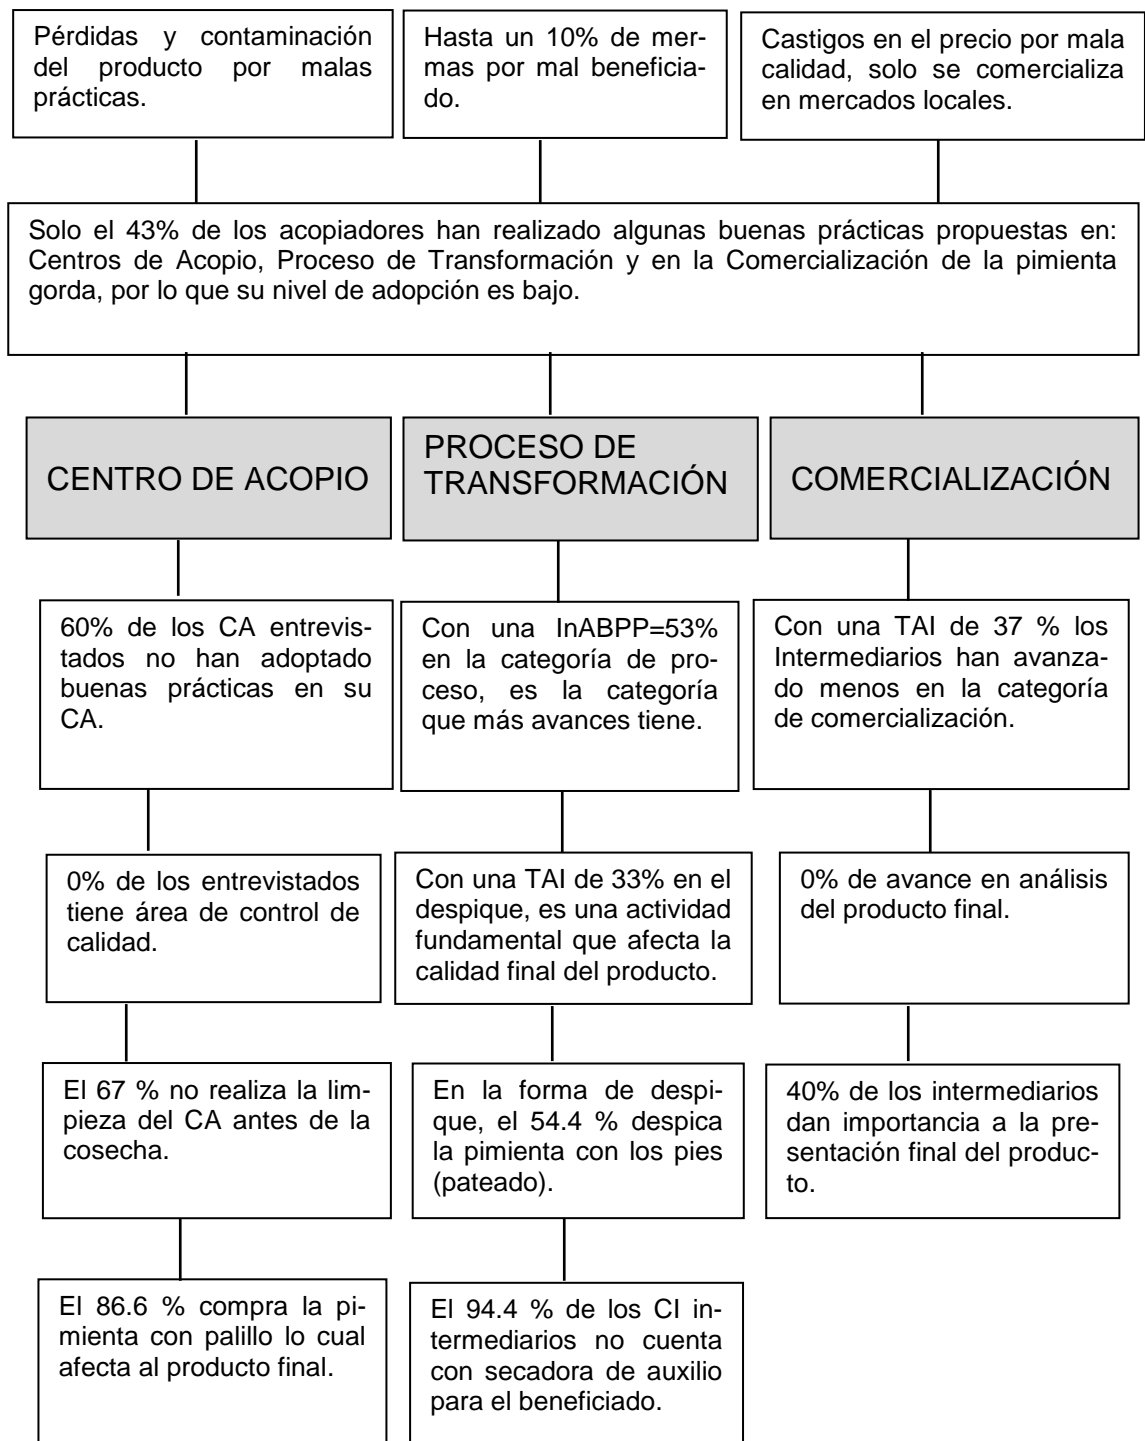 Pérdidas y contaminación
del producto por malas
prácticas.
Hasta un 10% de mer-
mas por mal beneficia-
do.
Castigos en el precio por mala
calidad, solo se comercializa
en mercados locales.
Solo el 43% de los acopiadores han realizado algunas buenas prácticas propuestas en:
Centros de Acopio, Proceso de Transformación y en la Comercialización de la pimienta
gorda, por lo que su nivel de adopción es bajo.
CENTRO DE ACOPIO
PROCESO DE
TRANSFORMACIÓN
COMERCIALIZACIÓN
60% de los CA entrevis-
tados no han adoptado
buenas prácticas en su
CA.
Con una InABPP=53%
en la categoría de pro-
ceso, es la categoría
que más avances tiene.
Con una TAI de 37 % los
Intermediarios han avanza-
do menos en la categoría
de comercialización.
0% de los entrevistados
tiene área de control de
calidad.
Con una TAI de 33% en el
despique, es una actividad
fundamental que afecta la
calidad final del producto.
0% de avance en análisis
del producto final.
El 67 % no realiza la lim-
pieza del CA antes de la
cosecha.
En la forma de despi-
que, el 54.4 % despica
la pimienta con los pies
(pateado).
40% de los intermediarios
dan importancia a la pre-
sentación final del produc-
to.
El 86.6 % compra la pi-
mienta con palillo lo cual
afecta al producto final.
El 94.4 % de los CI in-
termediarios no cuenta
con secadora de auxilio
para el beneficiado.